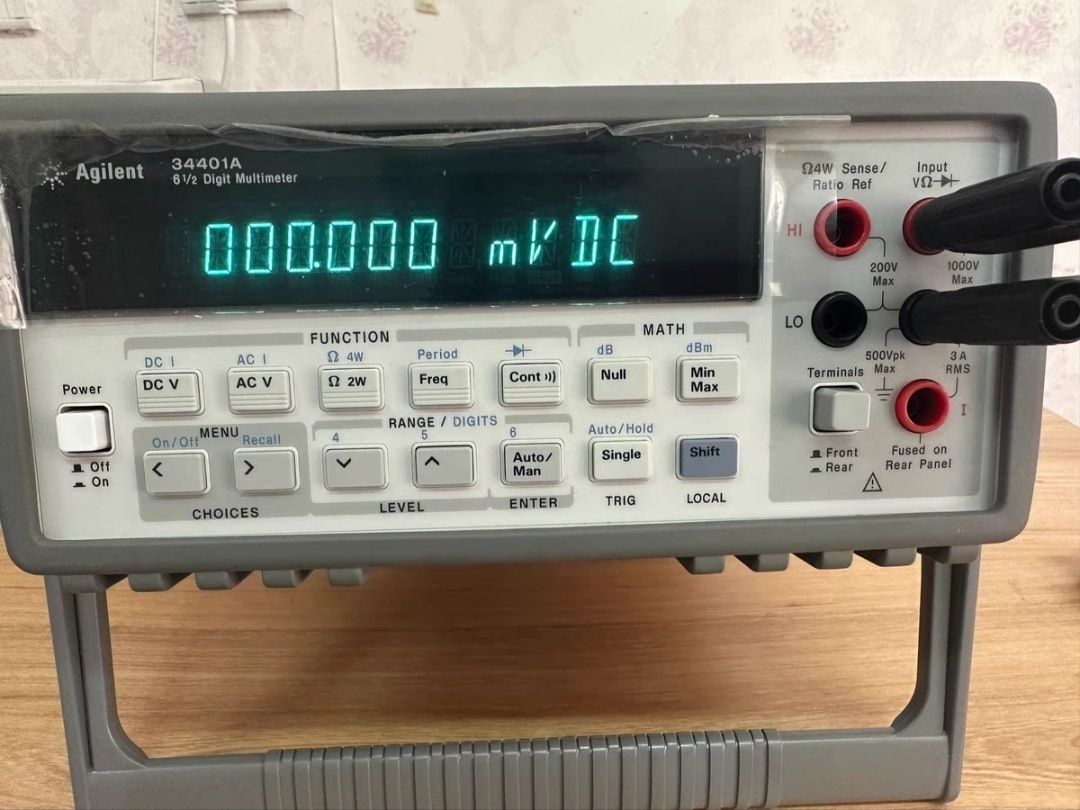 Agilent
34401A
6½ Digit Multimeter
000.000 mV DC
Ω4W Sense/
Ratio Ref
Input
VΩ
HI
200V
Max
1000V
Max
LO
500Vpk
Max
3A
RMS
Terminals
I
Front
Rear
Fused on
Rear Panel
Power
Off
On
FUNCTION
MATH
DC I
AC I
Ω 4W
Period
dB
dBm
DC V
AC V
Ω 2W
Freq
Cont
Null
Min
Max
MENU
RANGE / DIGITS
On/Off
Recall
4
5
6
Auto/Hold
<
>
Auto/
Man
Single
Shift
CHOICES
LEVEL
ENTER
TRIG
LOCAL